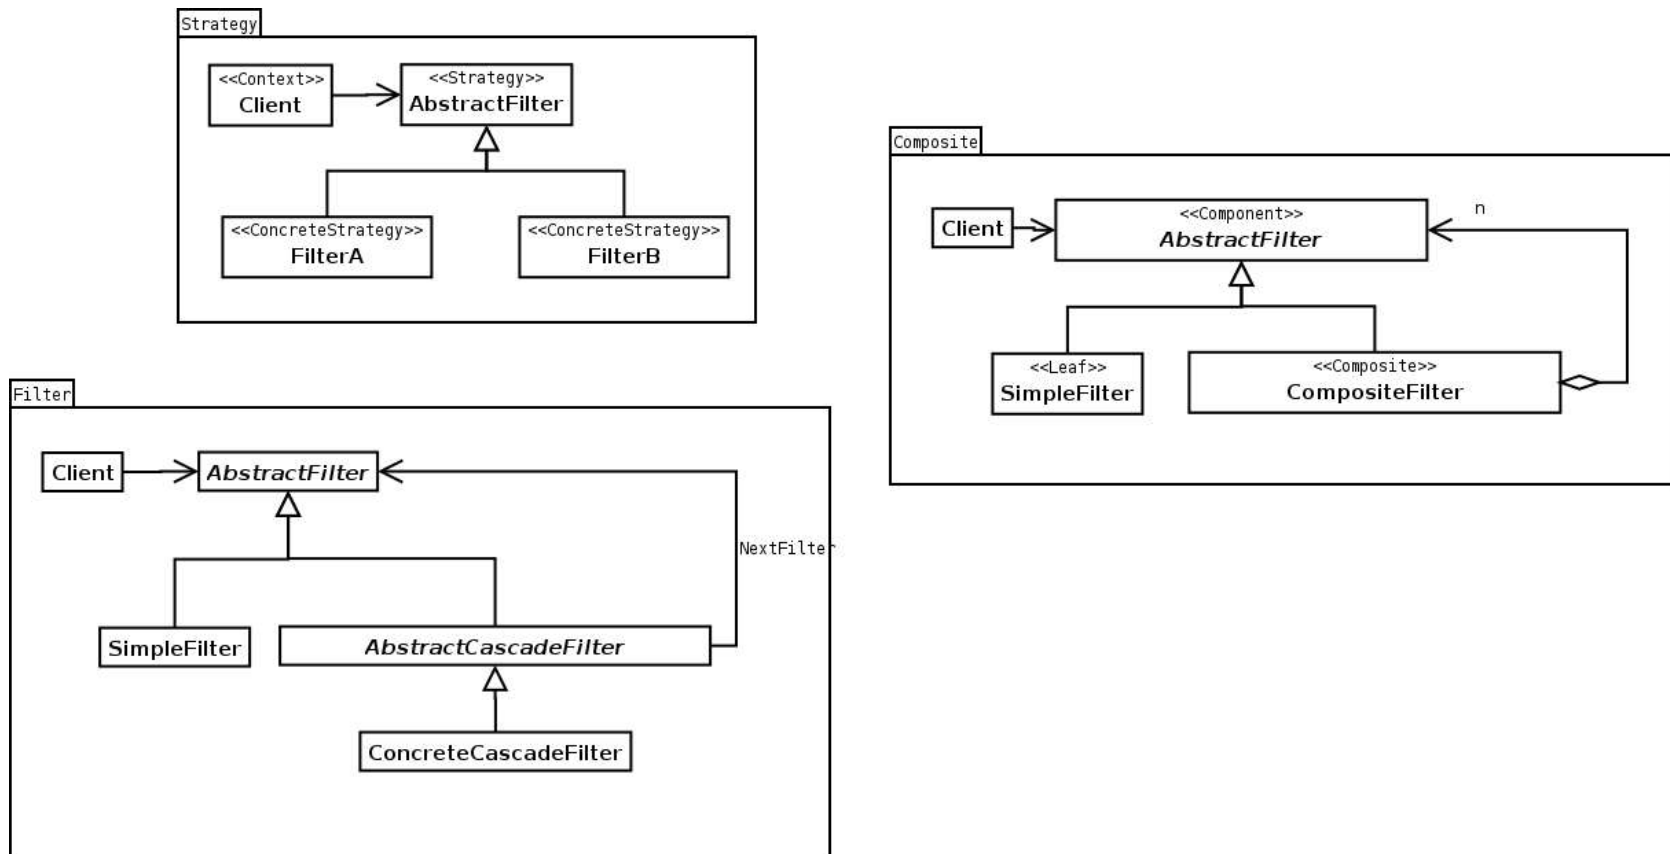 Strategy
<<Context>>
Client
<<Strategy>>
AbstractFilter
<<ConcreteStrategy>>
FilterA
<<ConcreteStrategy>>
FilterB
Composite
Client
<<Component>>
AbstractFilter
n
<<Leaf>>
SimpleFilter
<<Composite>>
CompositeFilter
Filter
Client
AbstractFilter
NextFilter
SimpleFilter
AbstractCascadeFilter
ConcreteCascadeFilter